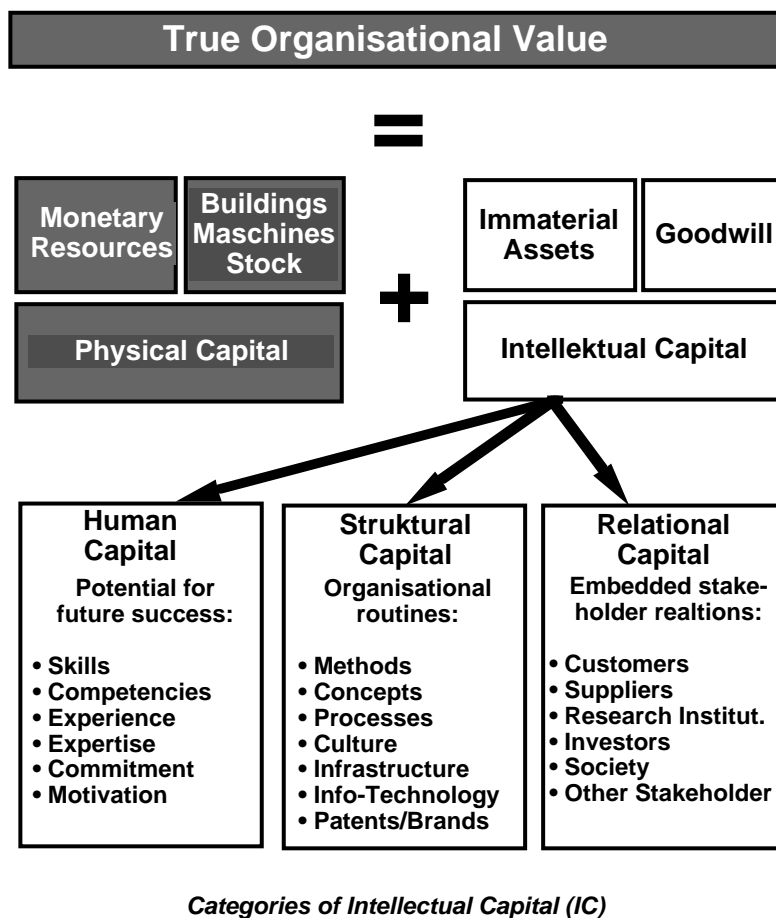 True Organisational Value
=
Monetary
Resources
Buildings
Maschines
Stock
Physical Capital
+
Immaterial
Assets
Goodwill
Intellektual Capital
Human
Capital
Potential for
future success:
• Skills
• Competencies
• Experience
• Expertise
• Commitment
• Motivation
Struktural
Capital
Organisational
routines:
• Methods
• Concepts
• Processes
• Culture
• Infrastructure
• Info-Technology
• Patents/Brands
Relational
Capital
Embedded stake-
holder realtions:
• Customers
• Suppliers
• Research Institut.
• Investors
• Society
• Other Stakeholder
Categories of Intellectual Capital (IC)